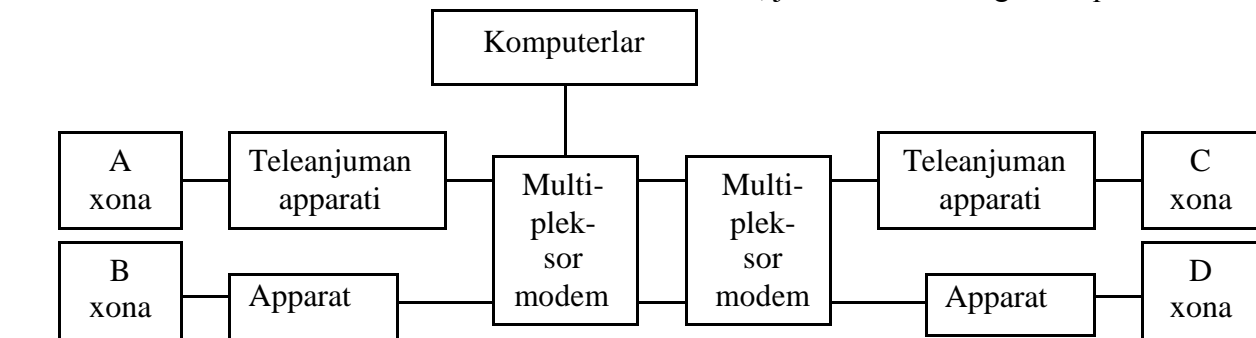 Komputerlar
A
xona
Teleanjuman
apparati
Multi-
plek-
sor
modem
Multi-
plek-
sor
modem
Teleanjuman
apparati
C
xona
B
xona
Apparat
Apparat
D
xona